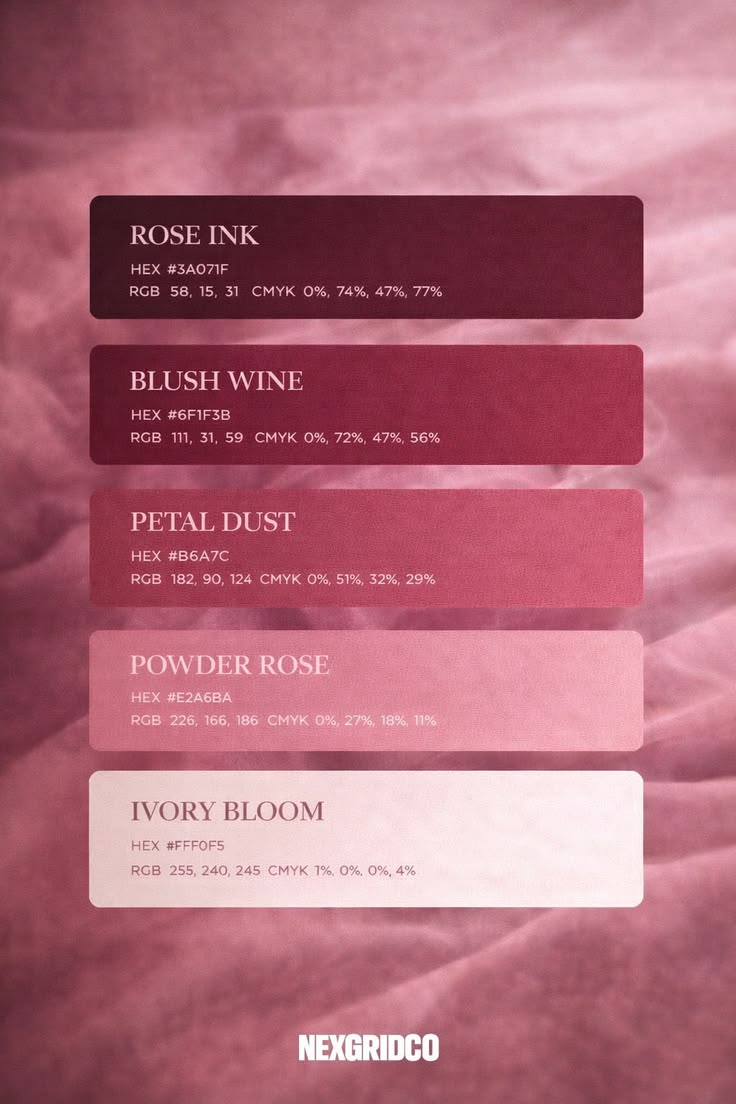 ROSE INK
HEX #3A071F
RGB 58, 15, 31 CMYK 0%, 74%, 47%, 77%
BLUSH WINE
HEX #6F1F3B
RGB 111, 31, 59 CMYK 0%, 72%, 47%, 56%
PETAL DUST
HEX #B6A7C
RGB 182, 90, 124 CMYK 0%, 51%, 32%, 29%
POWDER ROSE
HEX #E2A6BA
RGB 226, 166, 186 CMYK 0%, 27%, 18%, 11%
IVORY BLOOM
HEX #FFF0F5
RGB 255, 240, 245 CMYK 1%, 0%, 0%, 4%
NEXGRIDCO